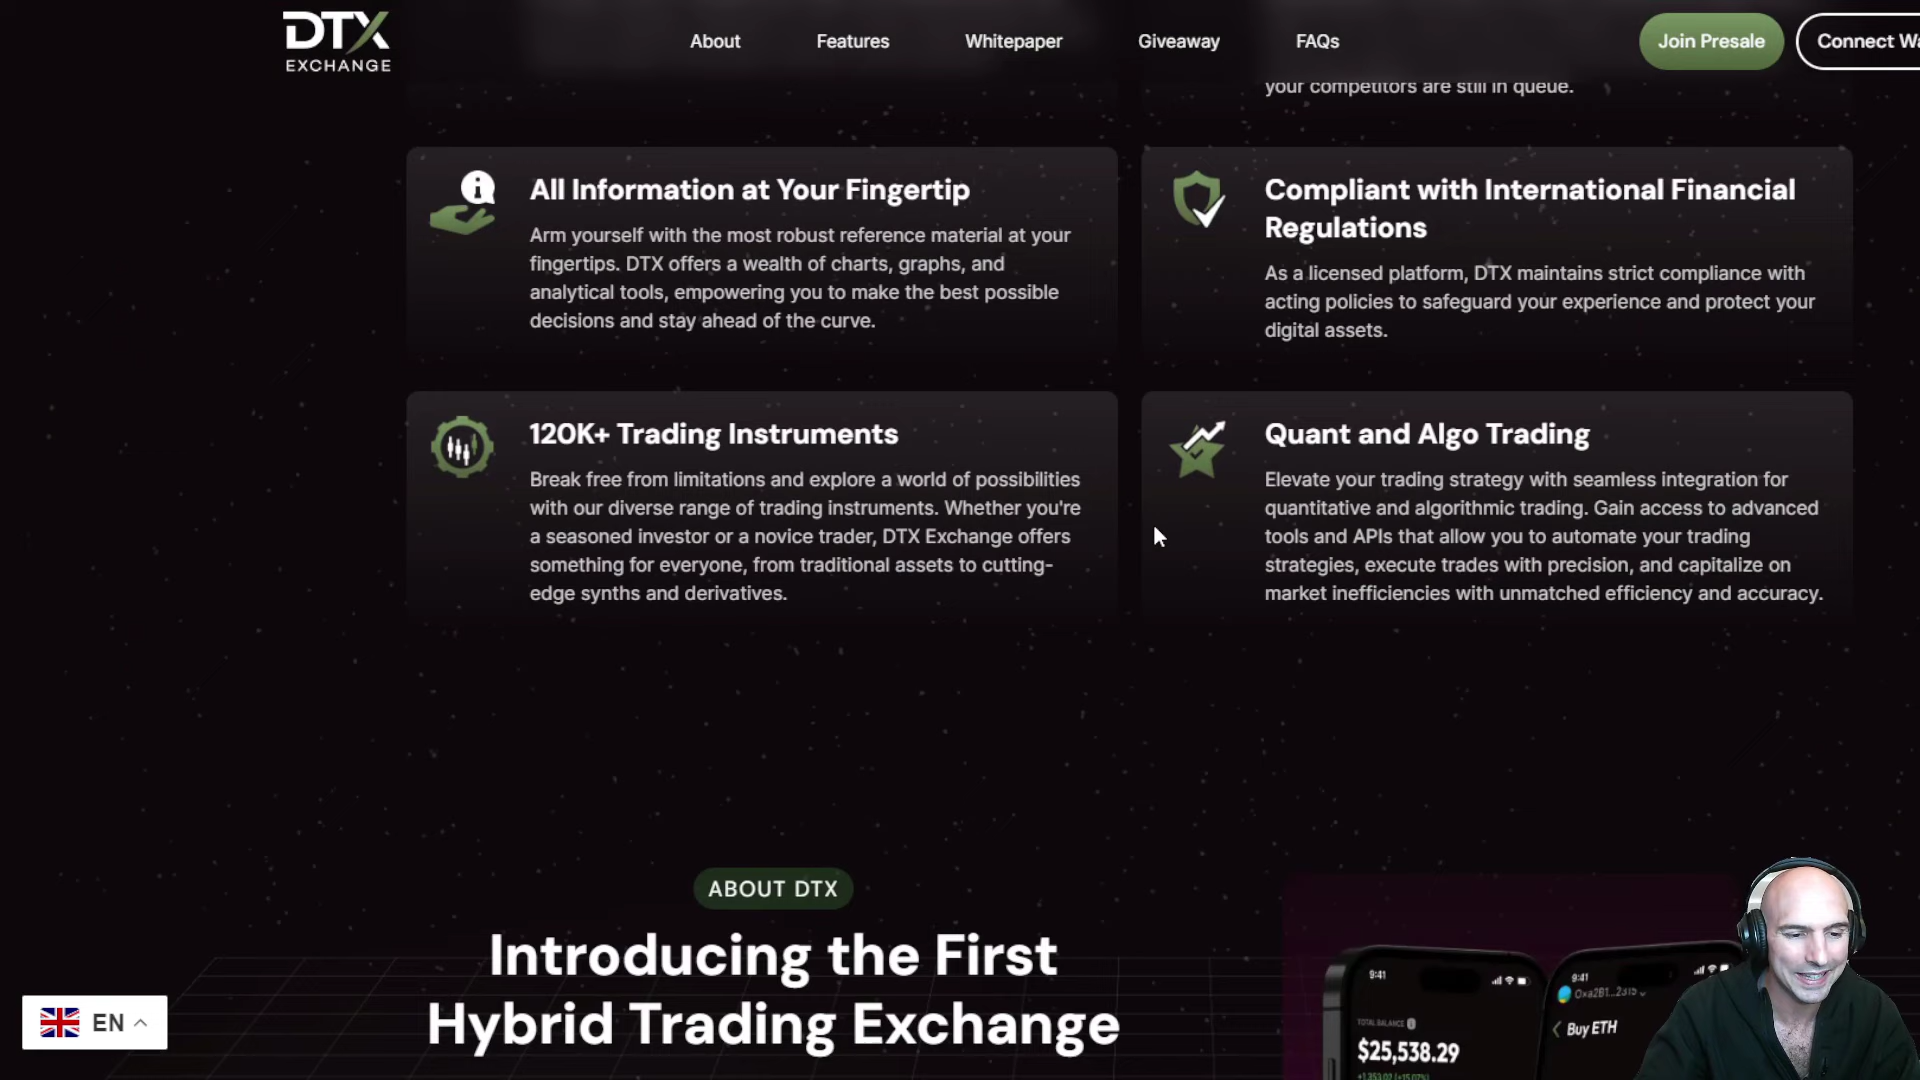 DTX
EXCHANGE
About
Features
Whitepaper
Giveaway
FAQs
Join Presale
Connect
your competitors are still in queue.
All Information at Your Fingertip
Arm yourself with the most robust reference material at your
fingertips. DTX offers a wealth of charts, graphs, and
analytical tools, empowering you to make the best possible
decisions and stay ahead of the curve.
Compliant with International Financial
Regulations
As a licensed platform, DTX maintains strict compliance with
acting policies to safeguard your experience and protect your
digital assets.
120K+ Trading Instruments
Break free from limitations and explore a world of possibilities
with our diverse range of trading instruments. Whether you're
a seasoned investor or a novice trader, DTX Exchange offers
something for everyone, from traditional assets to cutting-
edge synths and derivatives.
Quant and Algo Trading
Elevate your trading strategy with seamless integration for
quantitative and algorithmic trading. Gain access to advanced
tools and APIs that allow you to automate your trading
strategies, execute trades with precision, and capitalize on
market inefficiencies with unmatched efficiency and accuracy.
ABOUT DTX
Introducing the First
Hybrid Trading Exchange
EN
9:41
TOTAL BALANCE
$25,538.29
9:41
Buy ETH